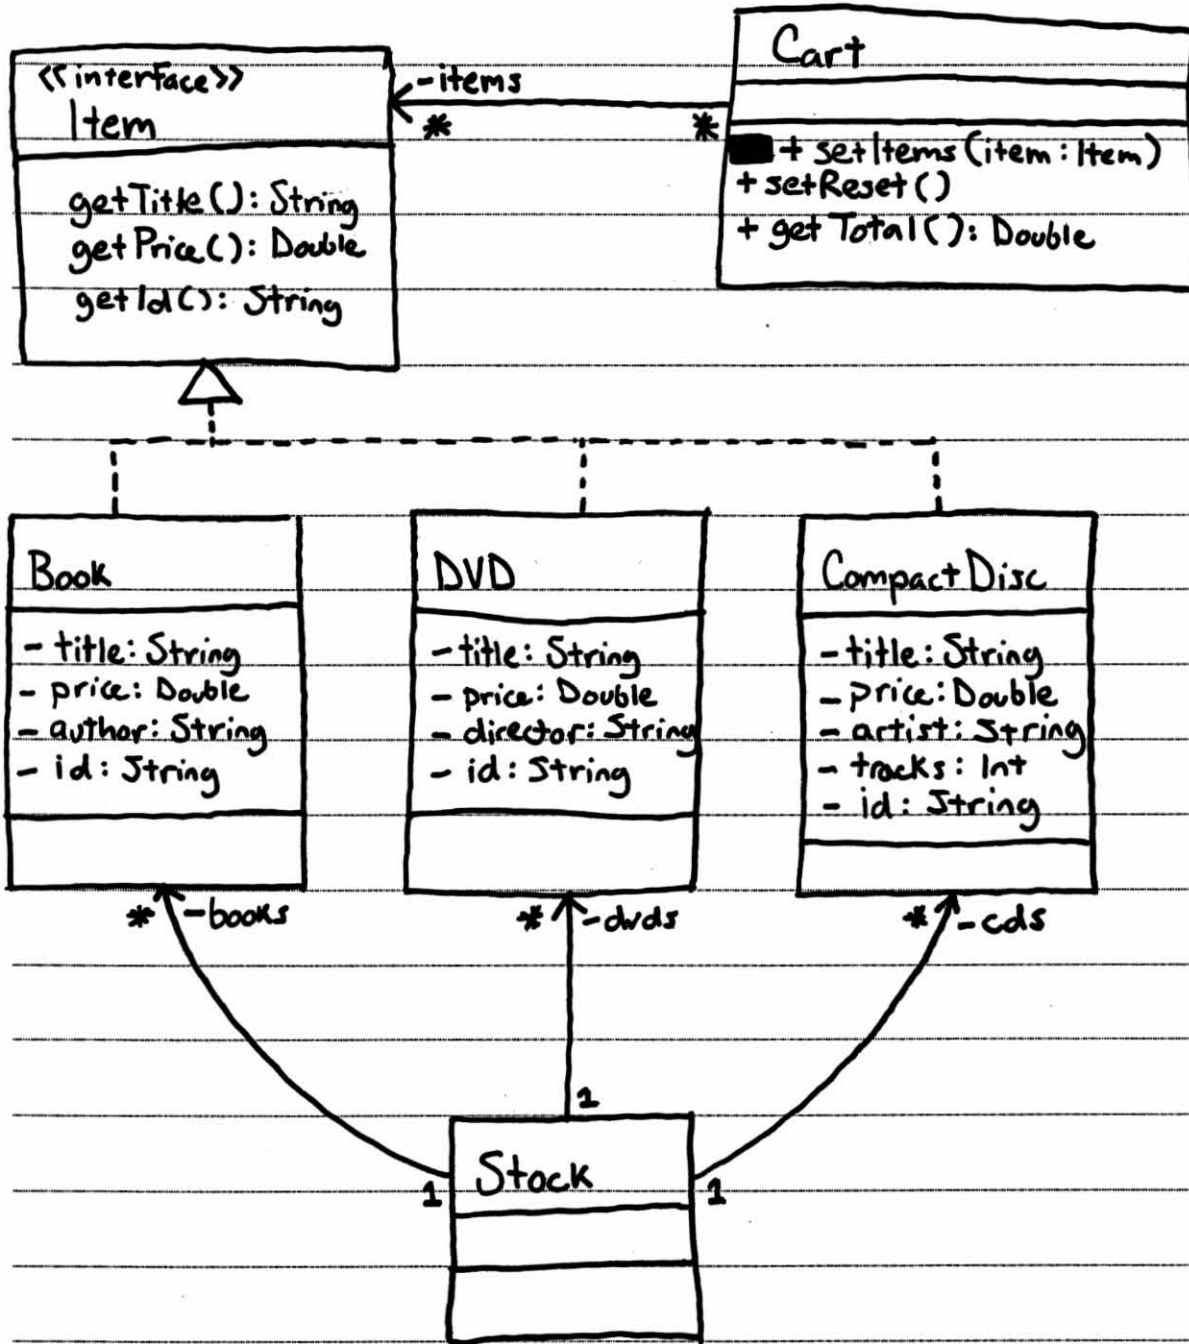 <<interface>>
Item
getTitle(): String
getPrice(): Double
getId(): String
-items
*
*
Cart
+ setItems(item: Item)
+ setReset()
+ getTotal(): Double
Book
- title: String
- price: Double
- author: String
- id: String
DVD
- title: String
- price: Double
- director: String
- id: String
CompactDisc
- title: String
- price: Double
- artist: String
- tracks: Int
- id: String
* -books
* -dvds
* -cds
1
1
1
Stock